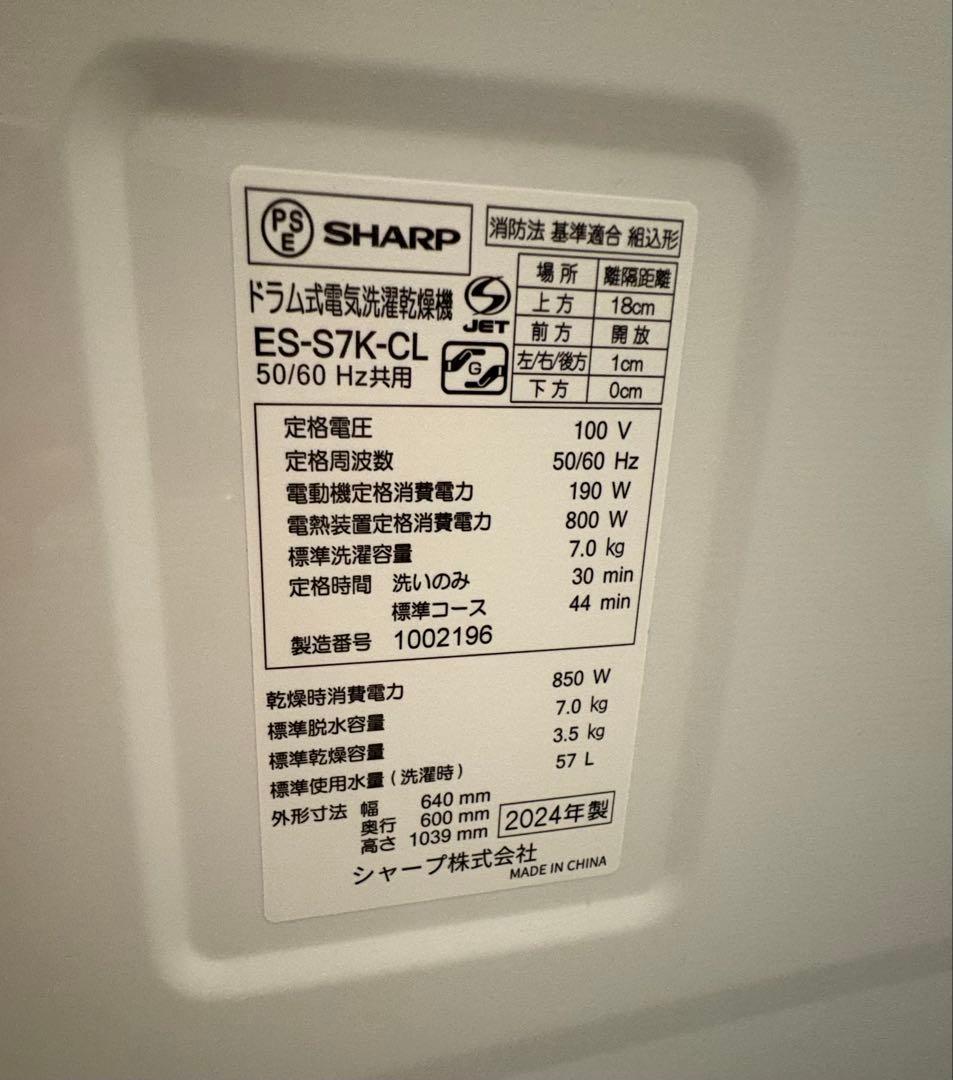 PS E SHARP
消防法 基準適合 組込形
ドラム式電気洗濯乾燥機
ES-S7K-CL
50/60 Hz共用
S JET
G
場所 離隔距離
上方 18cm
前方 開放
左/右/後方 1cm
下方 0cm
定格電圧 100 V
定格周波数 50/60 Hz
電動機定格消費電力 190 W
電熱装置定格消費電力 800 W
標準洗濯容量 7.0 kg
定格時間 洗いのみ 30 min
標準コース 44 min
製造番号 1002196
乾燥時消費電力 850 W
標準脱水容量 7.0 kg
標準乾燥容量 3.5 kg
標準使用水量(洗濯時) 57 L
外形寸法 幅 640 mm
奥行 600 mm
高さ 1039 mm
2024年製
シャープ株式会社
MADE IN CHINA